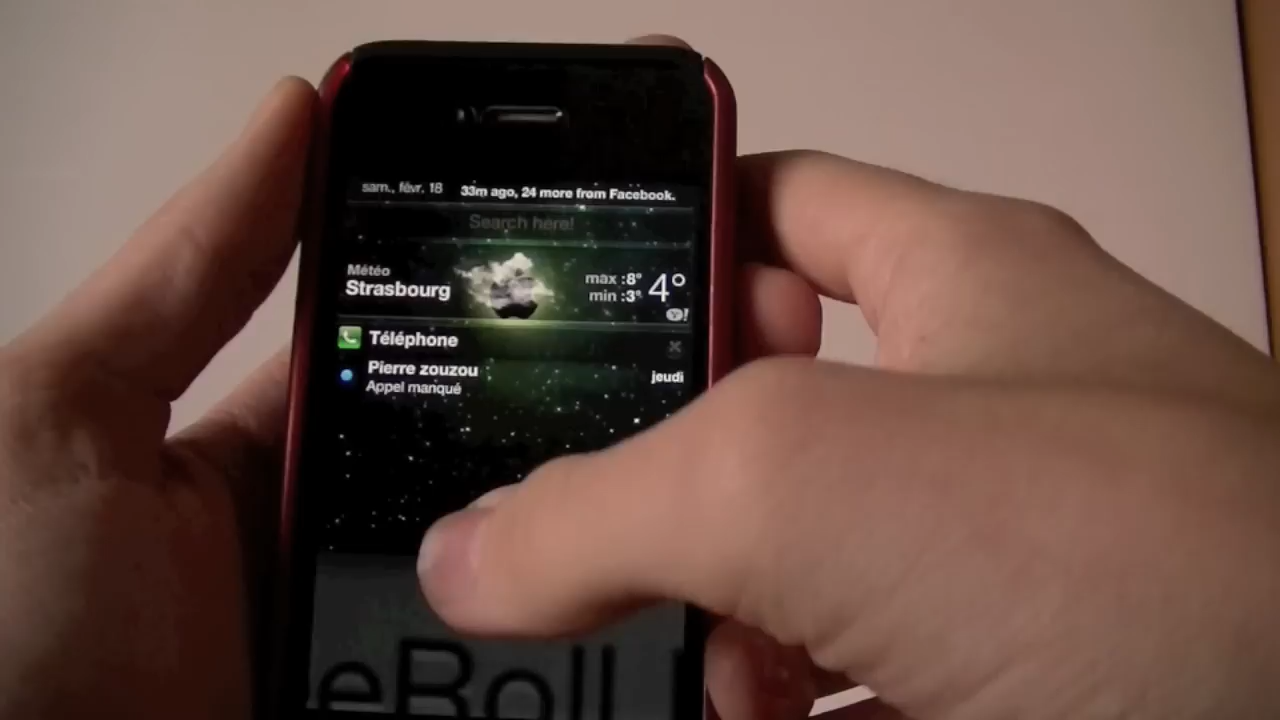 sam., févr. 18 33m ago, 24 more from Facebook.
Search here!
Météo
Strasbourg
max :8°
min :3°
4°
Y!
Téléphone
Pierre zouzou
Appel manqué
jeudi
eRoll